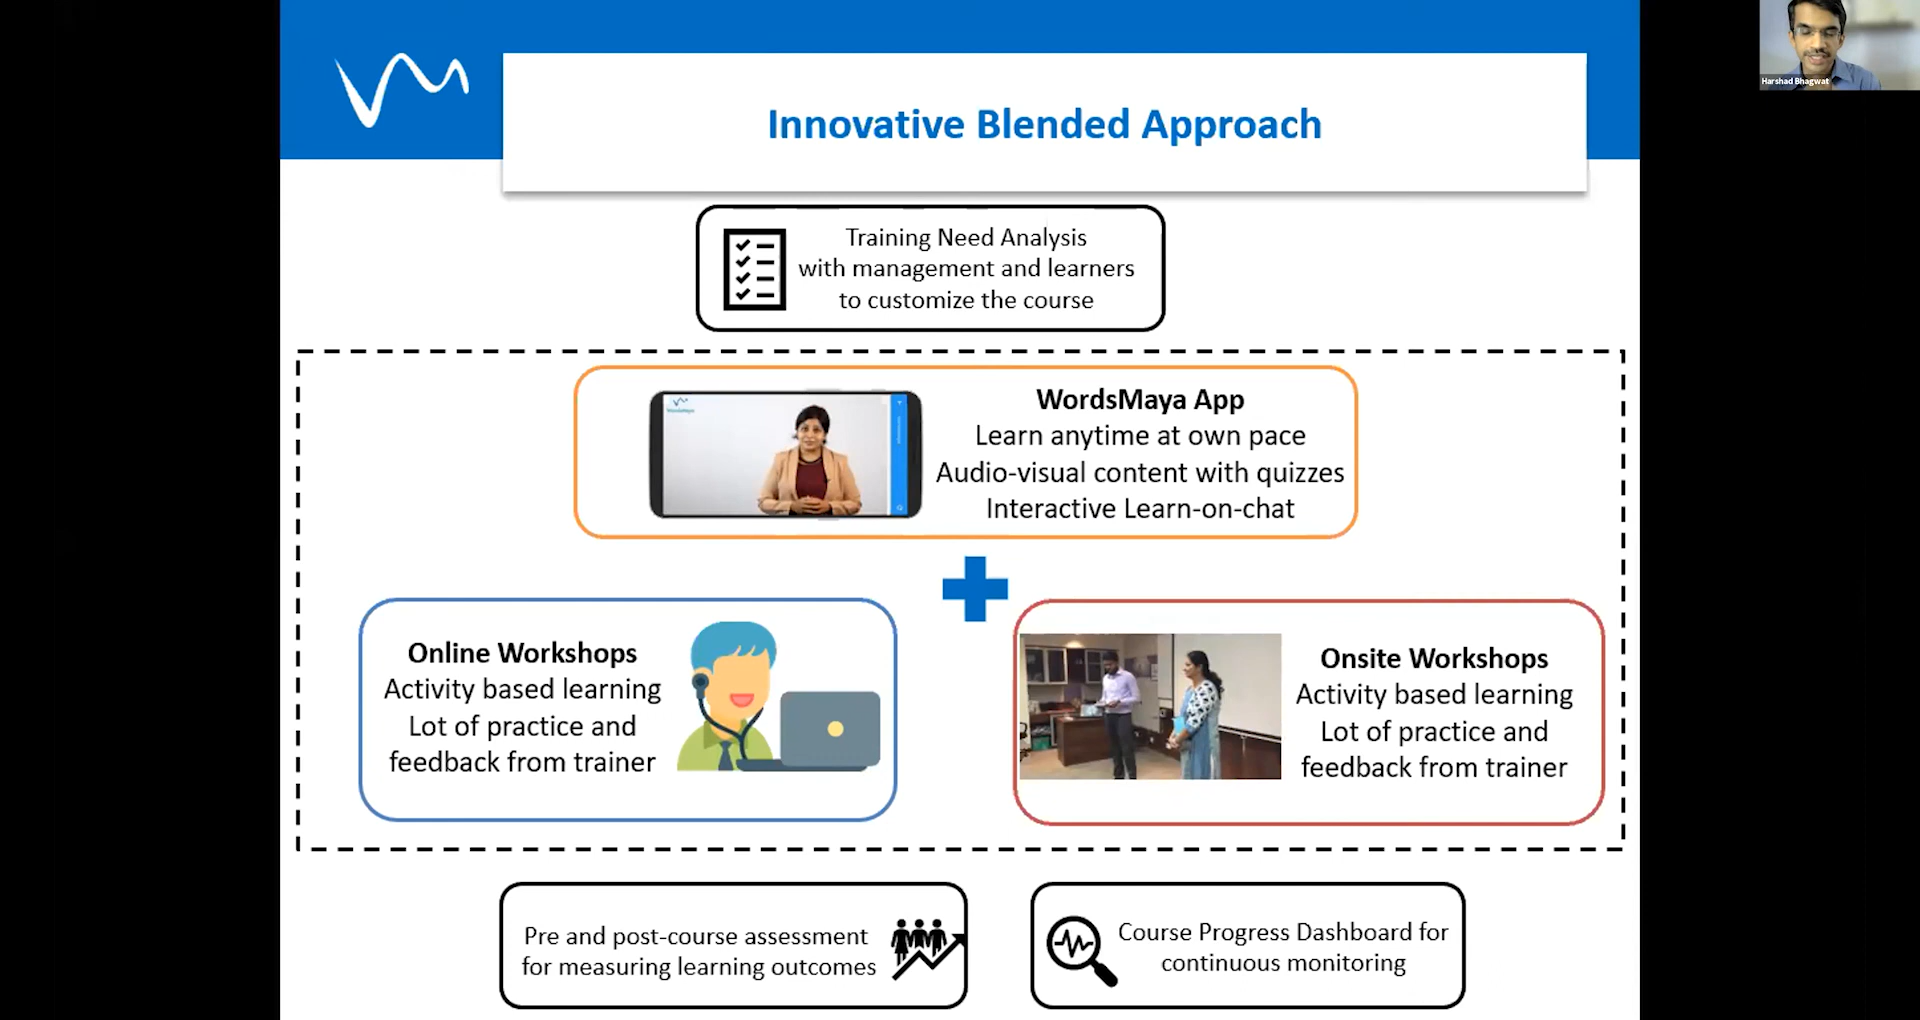 Harshad Bhagwat
Innovative Blended Approach
Training Need Analysis
with management and learners
to customize the course
WordsMaya App
Learn anytime at own pace
Audio-visual content with quizzes
Interactive Learn-on-chat
Online Workshops
Activity based learning
Lot of practice and
feedback from trainer
Onsite Workshops
Activity based learning
Lot of practice and
feedback from trainer
Pre and post-course assessment
for measuring learning outcomes
Course Progress Dashboard for
continuous monitoring